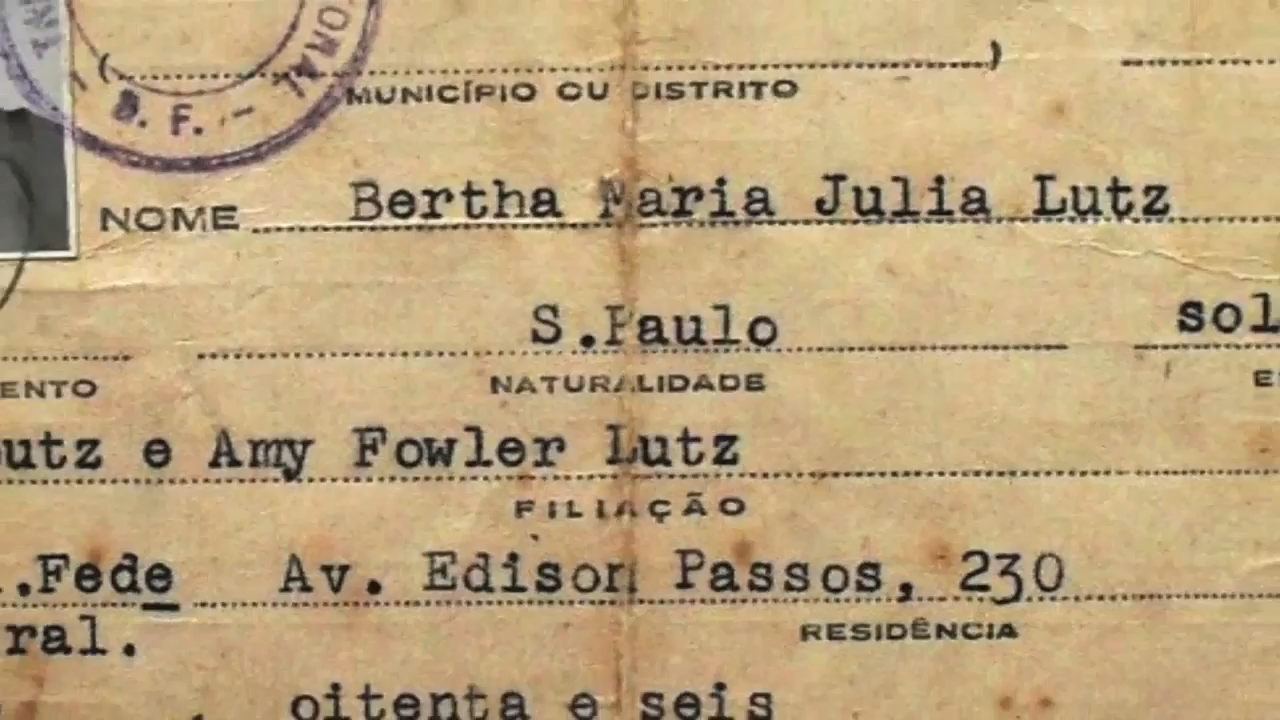 ( )
MUNICÍPIO OU DISTRITO
D. F. -
NOME Bertha Maria Julia Lutz
S.Paulo sol
ENTO NATURALIDADE E
utz e Amy Fowler Lutz
FILIAÇÃO
.Fede Av. Edison Passos, 230
ral. RESIDÊNCIA
oitenta e seis